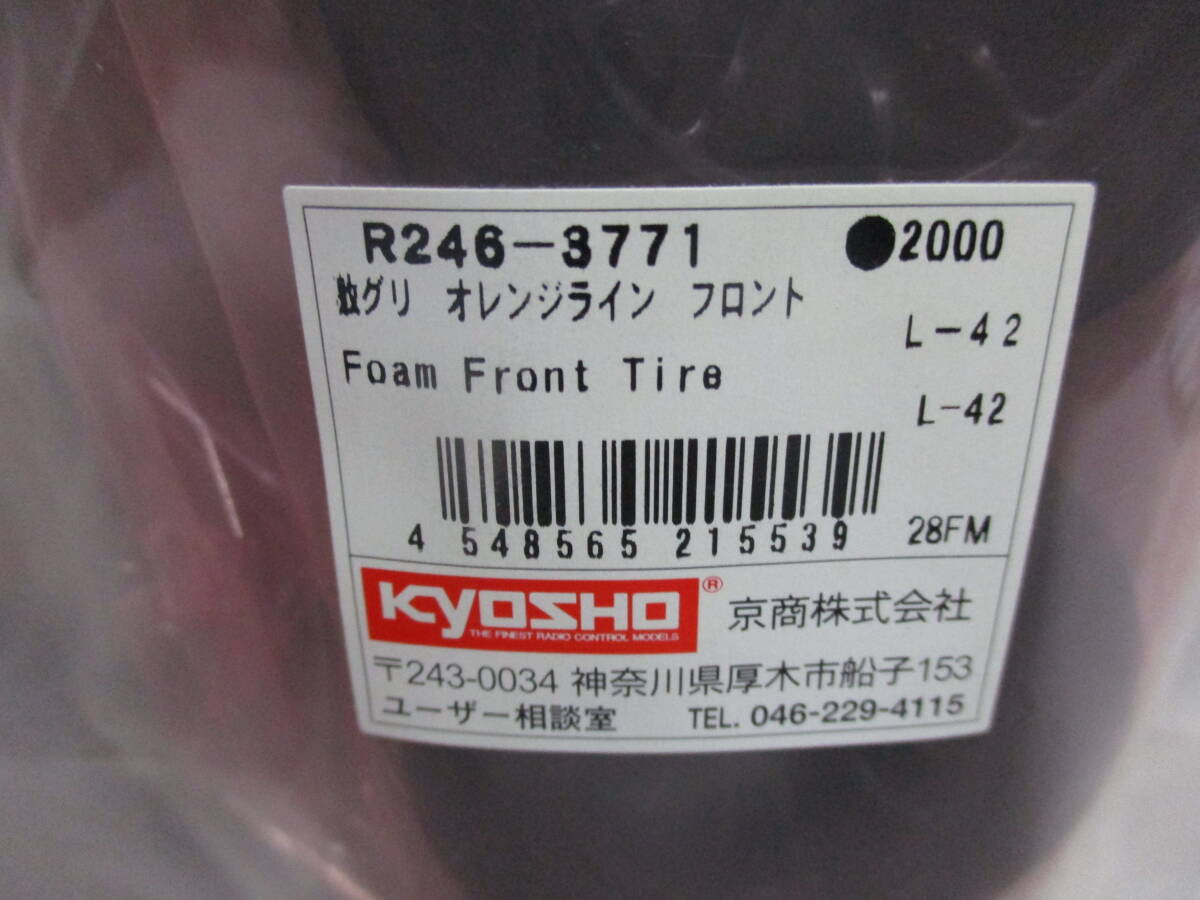 R246-3771 ●2000
激グリ オレンジライン フロント
L-42
Foam Front Tire
L-42
4 548565 215539 28FM
KYOSHO® 京商株式会社
THE FINEST RADIO CONTROL MODELS
〒243-0034 神奈川県厚木市船子153
ユーザー相談室 TEL. 046-229-4115